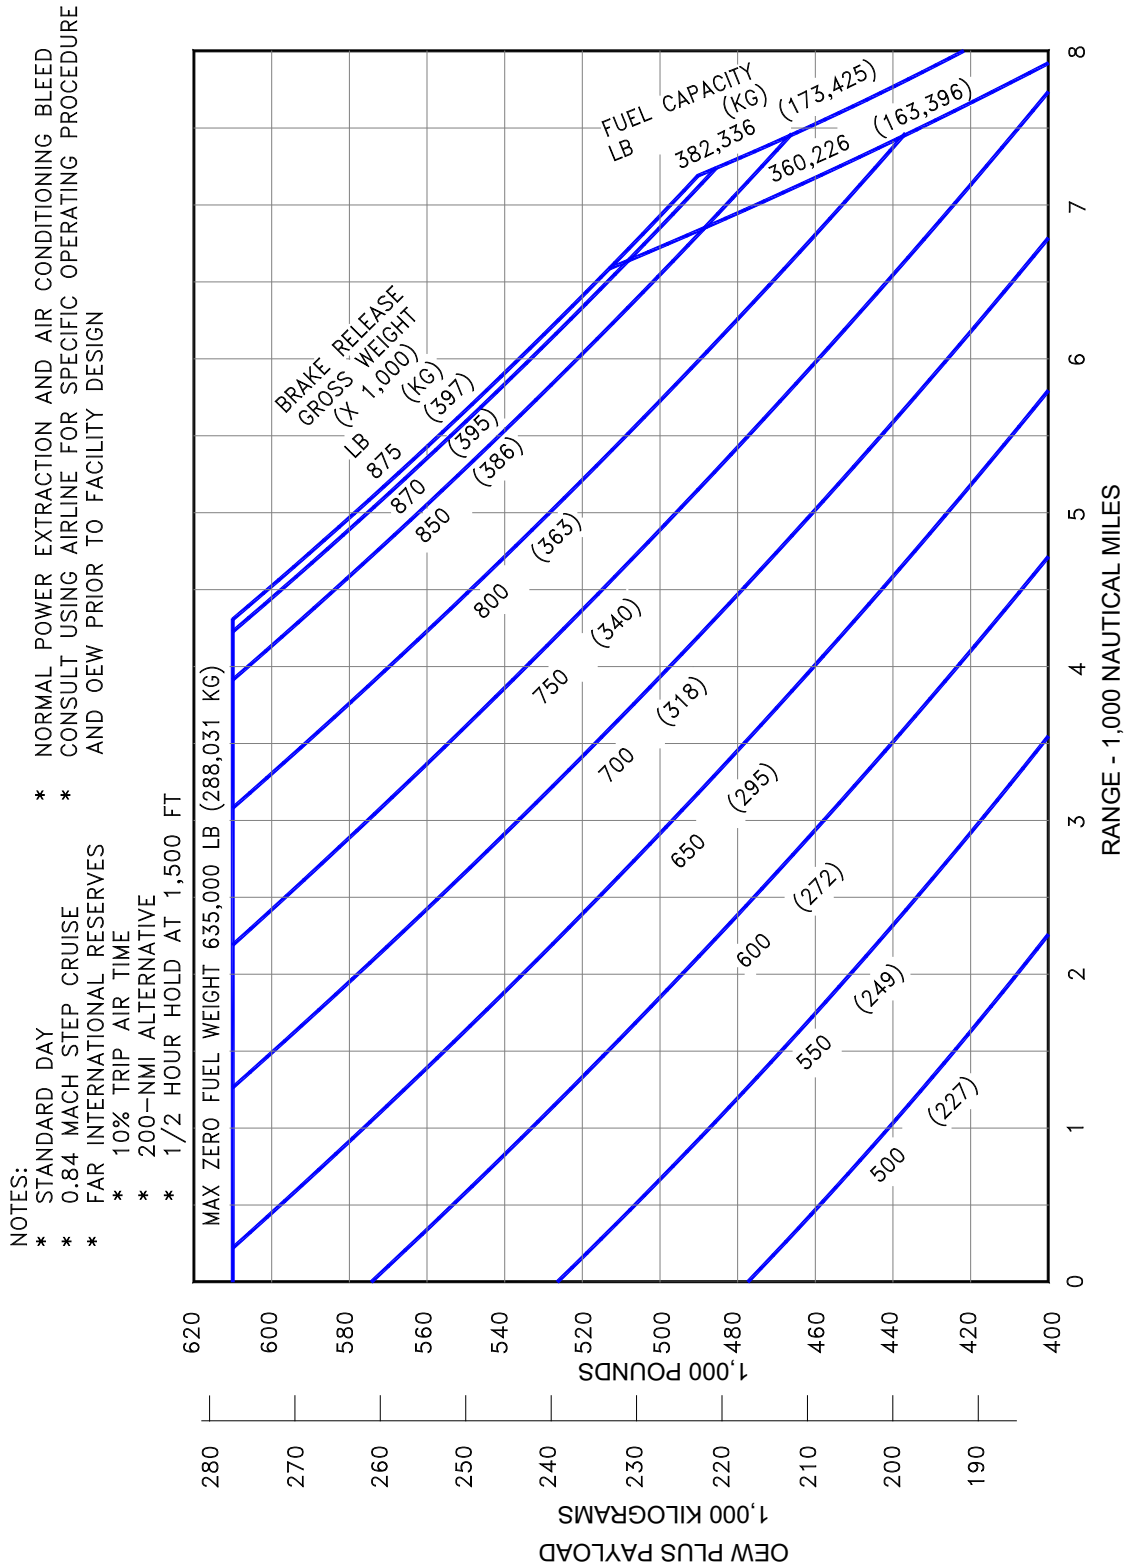 NOTES:
* STANDARD DAY
* 0.84 MACH STEP CRUISE
* FAR INTERNATIONAL RESERVES
* 10% TRIP AIR TIME
* 200-NMI ALTERNATIVE
* 1/2 HOUR HOLD AT 1,500 FT
* NORMAL POWER EXTRACTION AND AIR CONDITIONING BLEED
* CONSULT USING AIRLINE FOR SPECIFIC OPERATING PROCEDURE
AND OEW PRIOR TO FACILITY DESIGN
MAX ZERO FUEL WEIGHT 635,000 LB (288,031 KG)
BRAKE RELEASE
GROSS WEIGHT
(X 1,000)
LB (KG)
875 (397)
870 (395)
850 (386)
800 (363)
750 (340)
700 (318)
650 (295)
600 (272)
550 (249)
500 (227)
FUEL CAPACITY
LB (KG)
382,336 (173,425)
360,226 (163,396)
OEW PLUS PAYLOAD
1,000 KILOGRAMS
280
270
260
250
240
230
220
210
200
190
1,000 POUNDS
620
600
580
560
540
520
500
480
460
440
420
400
0 1 2 3 4 5 6 7 8
RANGE - 1,000 NAUTICAL MILES